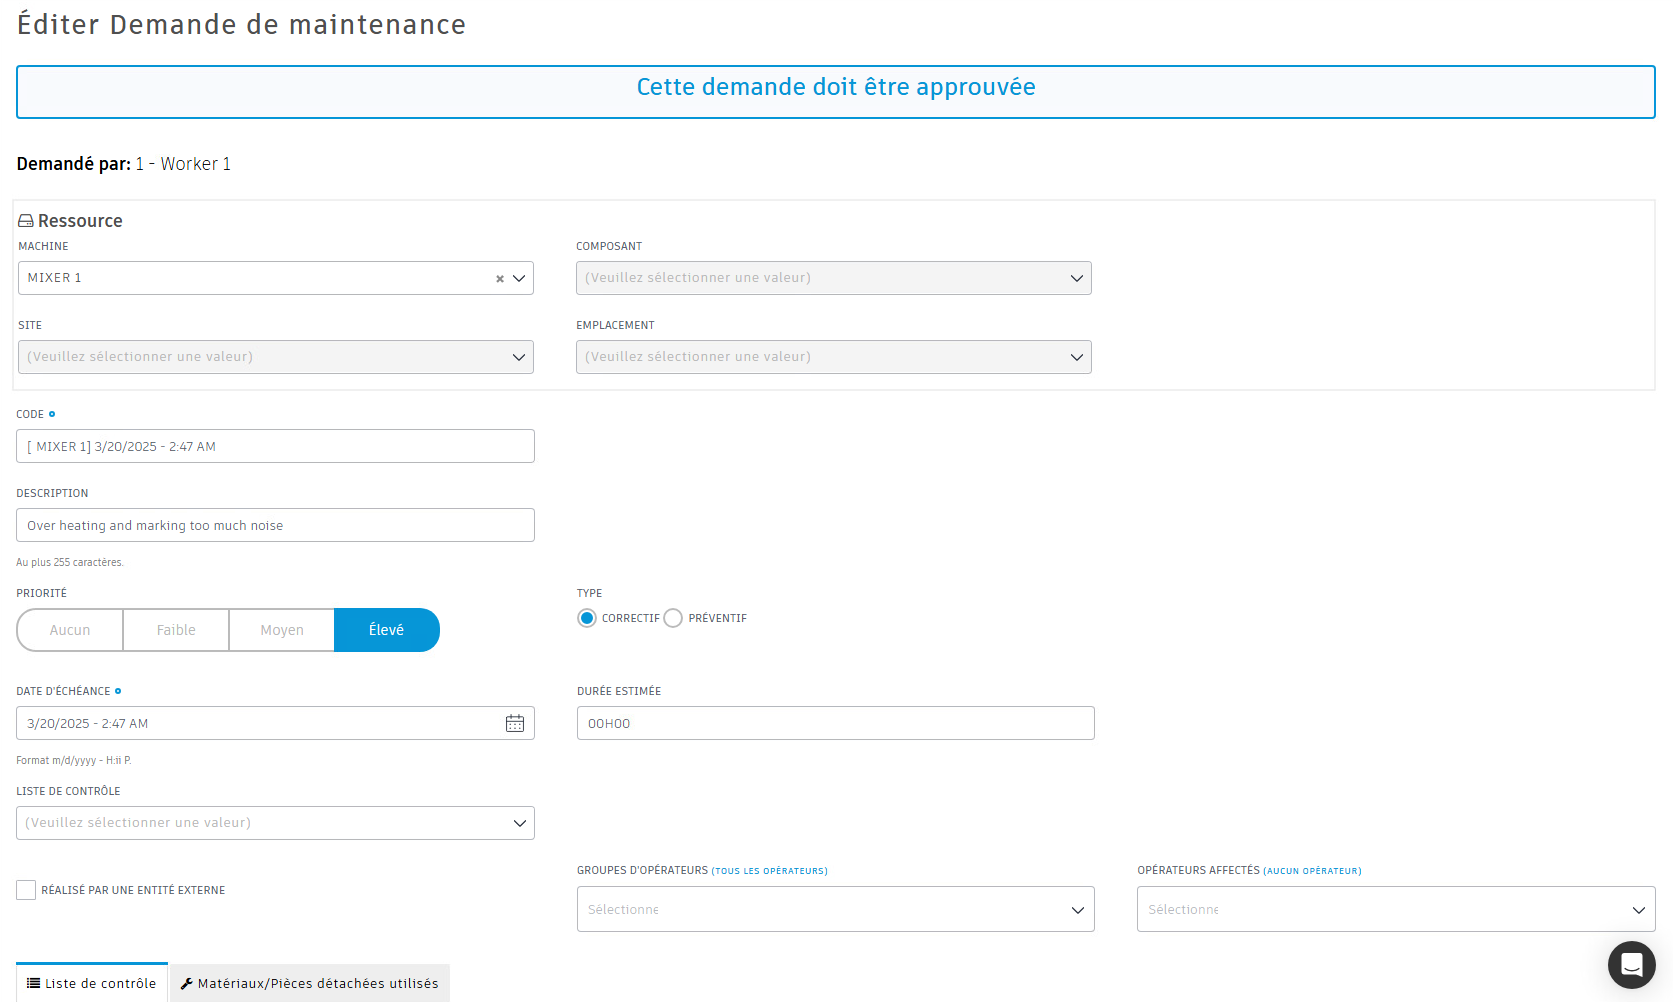 Éditer Demande de maintenance
Cette demande doit être approuvée
Demandé par: 1 - Worker 1
Ressource
MACHINE
COMPOSANT
MIXER 1
(Veuillez sélectionner une valeur)
SITE
EMPLACEMENT
(Veuillez sélectionner une valeur)
(Veuillez sélectionner une valeur)
CODE
[ MIXER 1] 3/20/2025 - 2:47 AM
DESCRIPTION
Over heating and marking too much noise
Au plus 255 caractères.
PRIORITÉ
TYPE
Aucun
Faible
Moyen
Élevé
CORRECTIF
PRÉVENTIF
DATE D'ÉCHÉANCE
DURÉE ESTIMÉE
3/20/2025 - 2:47 AM
00H00
Format m/d/yyyy - H:ii P.
LISTE DE CONTRÔLE
(Veuillez sélectionner une valeur)
RÉALISÉ PAR UNE ENTITÉ EXTERNE
GROUPES D'OPÉRATEURS (TOUS LES OPÉRATEURS)
OPÉRATEURS AFFECTÉS (AUCUN OPÉRATEUR)
Sélectionne
Sélectionne
Liste de contrôle
Matériaux/Pièces détachées utilisés